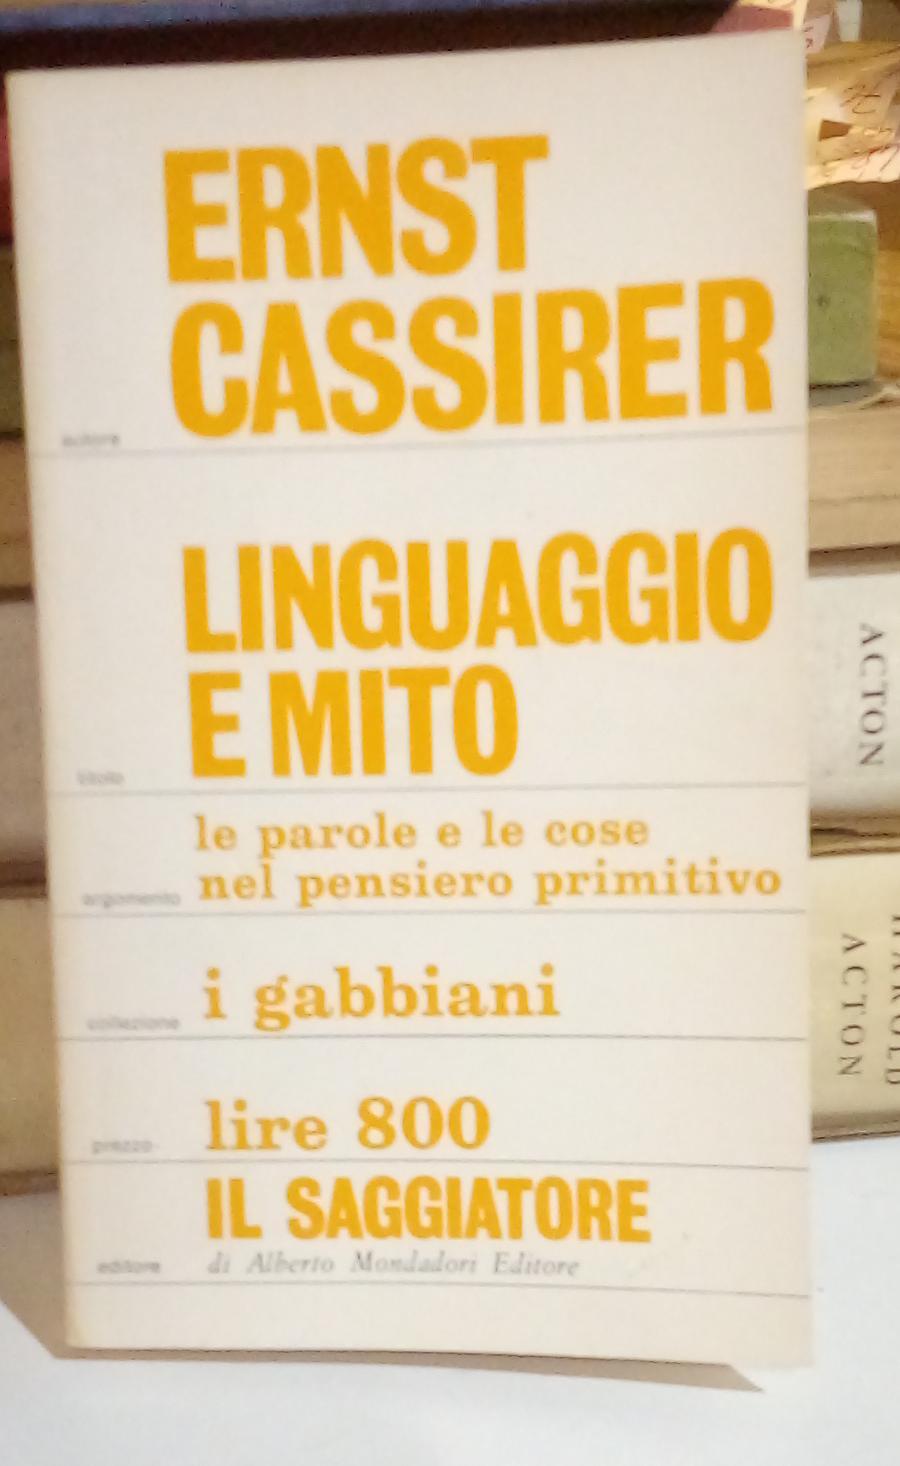 ERNST
CASSIRER
autore
LINGUAGGIO
E MITO
titolo
le parole e le cose
nel pensiero primitivo
argomento
i gabbiani
collezione
lire 800
prezzo
IL SAGGIATORE
di Alberto Mondadori Editore
editore
ACTON
HAROLD
ACTON